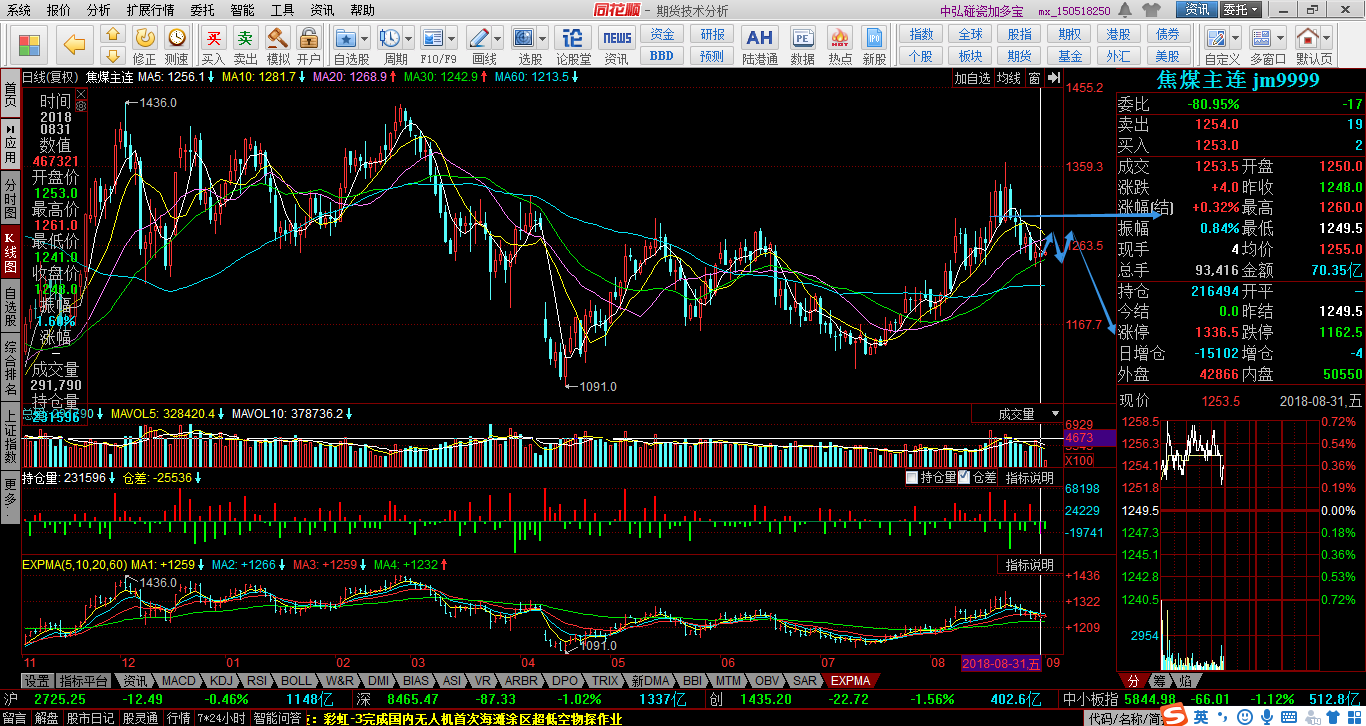 系统 报价 分析 扩展行情 委托 智能 工具 资讯 帮助 同花顺 - 期货技术分析 中弘碰瓷加多宝 mx_150518250 资讯 委托
修正 测速 买 买入 卖 卖出 模拟 开户 自选股 周期 F10/F9 画线 选股 论 论股堂 NEWS 资讯 资金 BBD 研报 预测 AH 陆港通 PE 数据 HOT 热点 IPO 新股 指数 个股 全球 板块 股指 期货 期权 基金 港股 外汇 债券 美股 自定义 多窗口 默认页
首页
应用
分时图
K线图
自选股
综合排名
上证指数
更多
日线(复权) 焦煤主连 MA5: 1256.1 MA10: 1281.7 MA20: 1268.9 MA30: 1242.9 MA60: 1213.5 加自选 均线 窗
时间
2018
0831
数值
467321
开盘价
1253.0
最高价
1261.0
最低价
1241.0
收盘价
1248.0
振幅
1.60%
涨幅
成交量
291,790
持仓量
231596
1436.0
1091.0
1455.2
1359.3
1263.5
1167.7
MAVOL5: 328420.4 MAVOL10: 378736.2 成交量
6929
4673
X100
持仓量: 231596 仓差: -25536 持仓量 仓差 指标说明
68198
24229
-19741
EXPMA(5,10,20,60) MA1: +1259 MA2: +1266 MA3: +1259 MA4: +1232 指标说明
1436.0
1091.0
+1436
+1322
+1209
11 12 01 02 03 04 05 06 07 08 2018-08-31,五 09
设置 指标平台 资讯 MACD KDJ RSI BOLL W&R DMI BIAS ASI VR ARBR DPO TRIX 新DMA BBI MTM OBV SAR EXPMA
焦煤主连 jm9999
委比 -80.95% -17
卖出 1254.0 19
买入 1253.0 2
成交 1253.5 开盘 1250.0
涨跌 +4.0 昨收 1248.0
涨幅(结) +0.32% 最高 1260.0
振幅 0.84% 最低 1249.5
现手 4 均价 1255.0
总手 93,416 金额 70.35亿
持仓 216494 开平 –
今结 0.0 昨结 1249.5
涨停 1336.5 跌停 1162.5
日增仓 -15102 增仓 -4
外盘 42866 内盘 50550
现价 1253.5 2018-08-31,五
1258.5 0.72%
1256.3 0.54%
1254.1 0.36%
1251.8 0.19%
1249.5 0.00%
1247.3 0.18%
1245.1 0.36%
1242.8 0.53%
1240.5 0.72%
2954
分 筹 焰
沪 2725.25 -12.49 -0.46% 1148亿 深 8465.47 -87.33 -1.02% 1337亿 创 1435.20 -22.72 -1.56% 402.6亿 中小板指 5844.98 -66.01 -1.12% 512.8亿
留言 解盘 股市日记 股灵通 行情 7*24小时 智能问答 : 彩虹-3完成国内无人机首次海滩涂区超低空物探作业 代码/名称/简 英